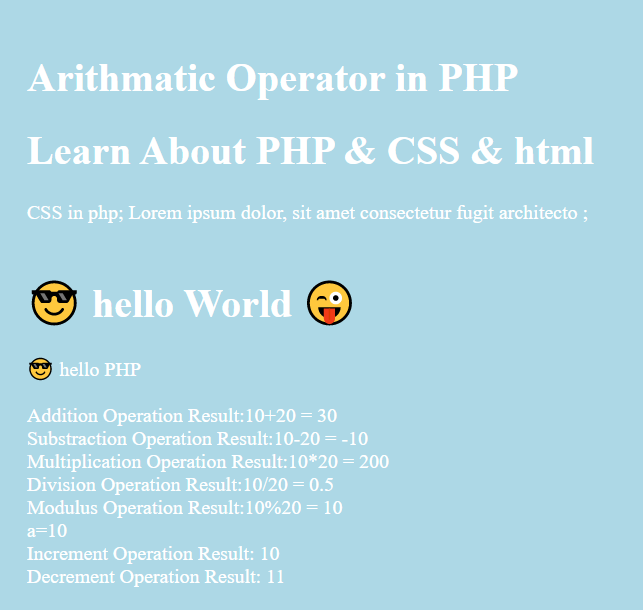 Arithmatic Operator in PHP
Learn About PHP & CSS & html
CSS in php; Lorem ipsum dolor, sit amet consectetur fugit architecto ;
😎 hello World 😜
😎 hello PHP
Addition Operation Result:10+20 = 30
Substraction Operation Result:10-20 = -10
Multiplication Operation Result:10*20 = 200
Division Operation Result:10/20 = 0.5
Modulus Operation Result:10%20 = 10
a=10
Increment Operation Result: 10
Decrement Operation Result: 11